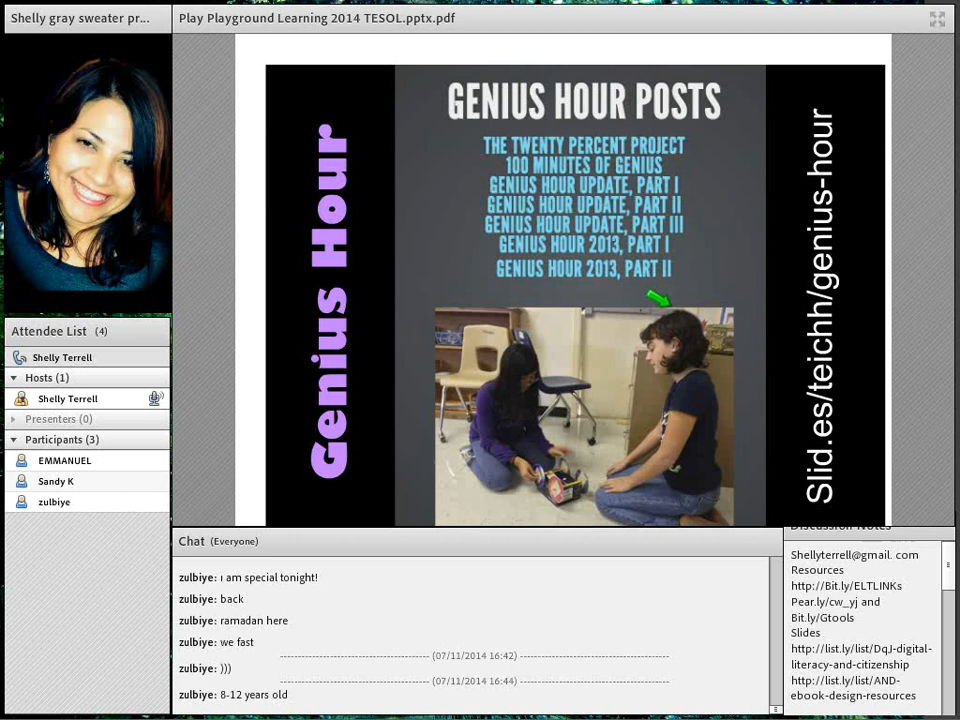 Shelly gray sweater pr...
Play Playground Learning 2014 TESOL.pptx.pdf
Genius Hour
GENIUS HOUR POSTS
THE TWENTY PERCENT PROJECT
100 MINUTES OF GENIUS
GENIUS HOUR UPDATE, PART I
GENIUS HOUR UPDATE, PART II
GENIUS HOUR UPDATE, PART III
GENIUS HOUR 2013, PART I
GENIUS HOUR 2013, PART II
Slid.es/teichh/genius-hour
Attendee List (4)
Shelly Terrell
Hosts (1)
Shelly Terrell
Presenters (0)
Participants (3)
EMMANUEL
Sandy K
zulbiye
Chat (Everyone)
zulbiye: ı am special tonight!
zulbiye: back
zulbiye: ramadan here
zulbiye: we fast
(07/11/2014 16:42)
zulbiye: )))
(07/11/2014 16:44)
zulbiye: 8-12 years old
Discussion Notes
Shellyterrell@gmail. com
Resources
http://Bit.ly/ELTLINKs
Pear.ly/cw_yj and
Bit.ly/Gtools
Slides
http://list.ly/list/DqJ-digital-
literacy-and-citizenship
http://list.ly/list/AND-
ebook-design-resources